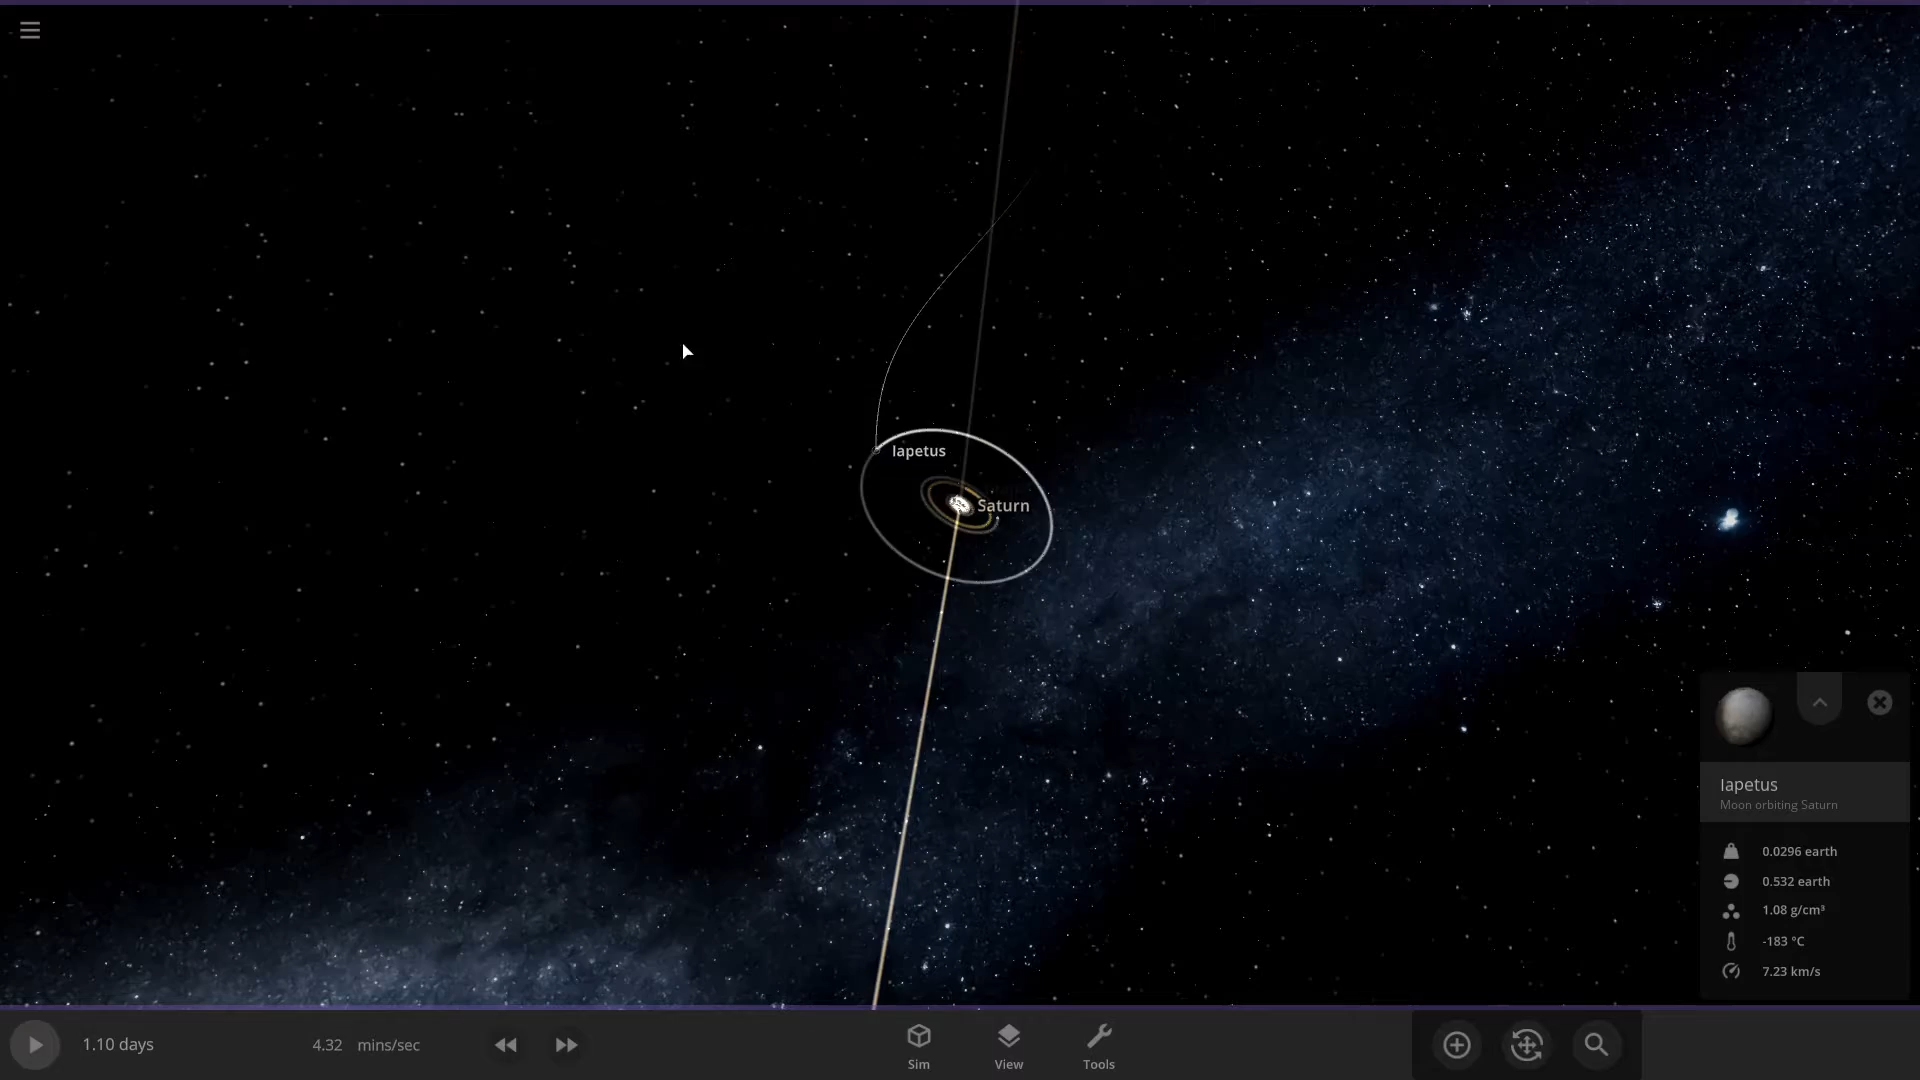 Iapetus
Saturn
Iapetus
Moon orbiting Saturn
0.0296 earth
0.532 earth
1.08 g/cm³
-183 °C
7.23 km/s
1.10 days
4.32 mins/sec
Sim
View
Tools